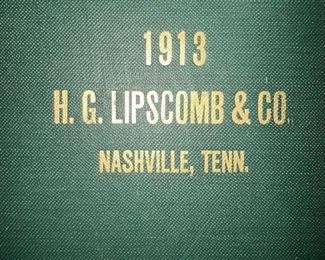 1913
H. G. LIPSCOMB & CO.
NASHVILLE, TENN.